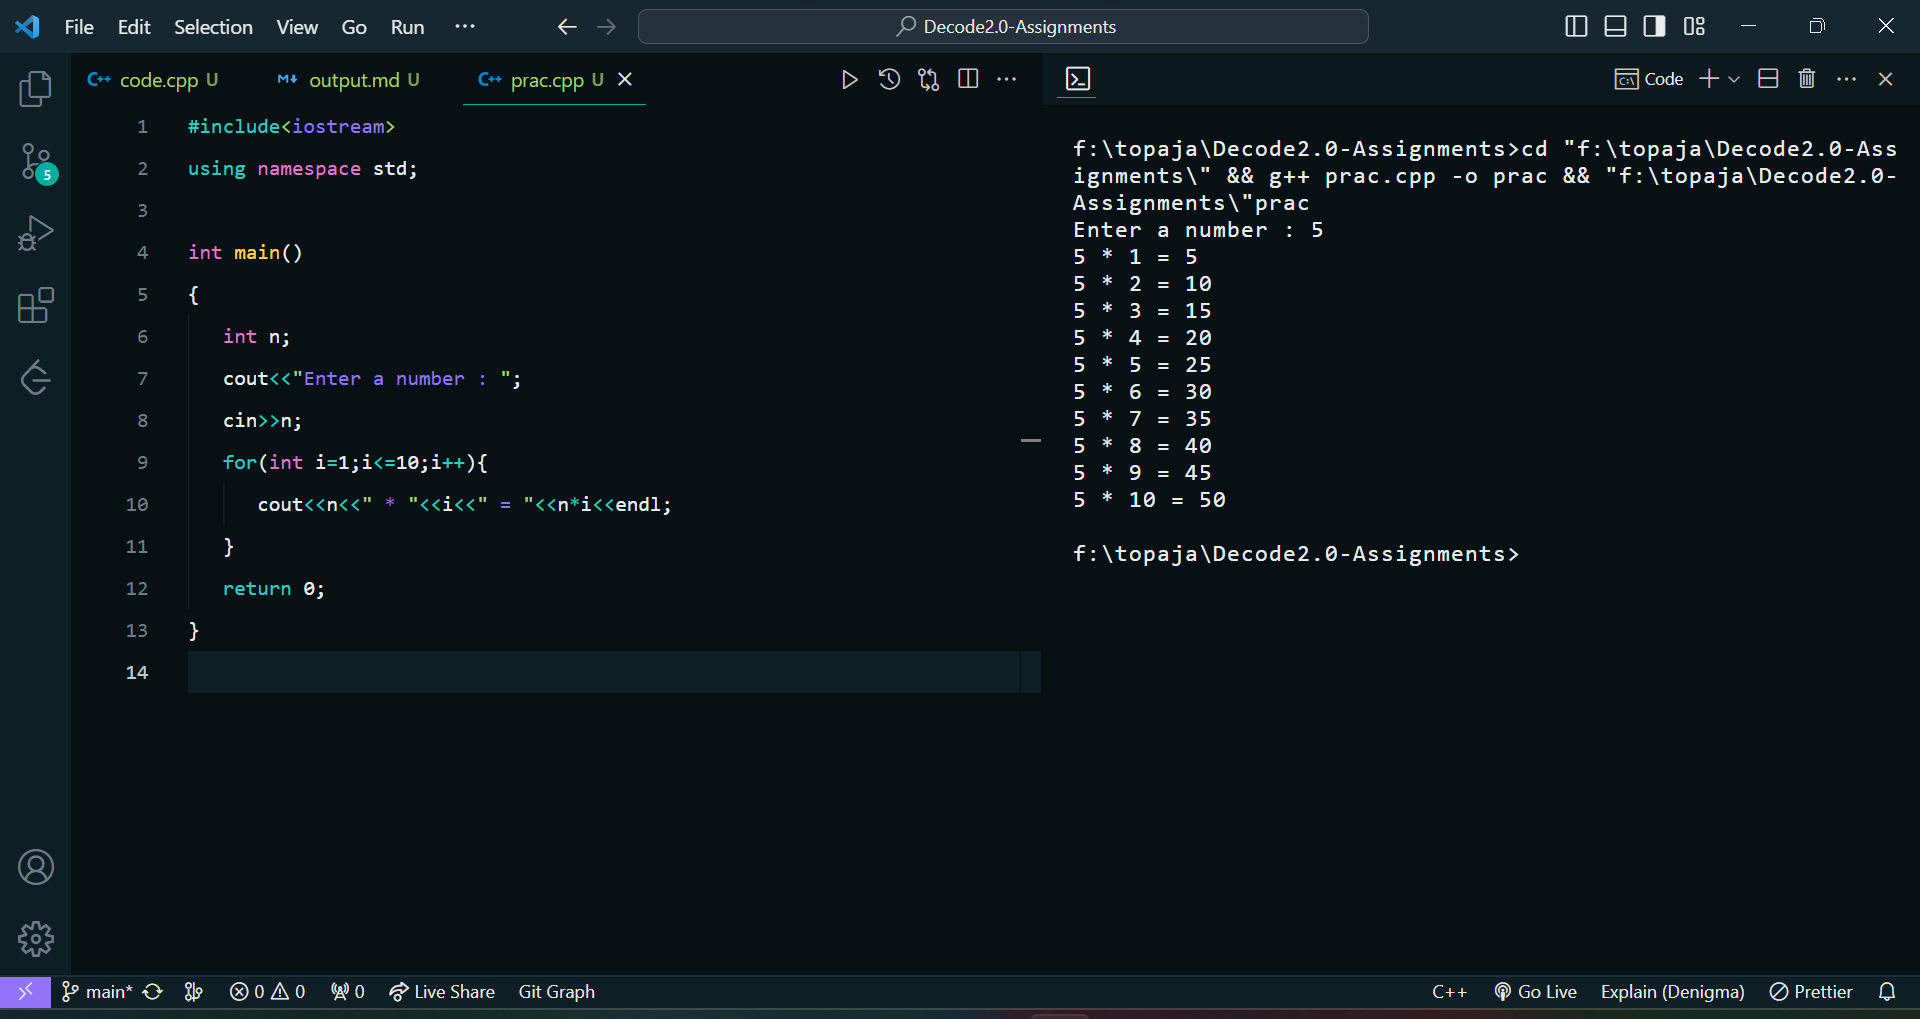 File Edit Selection View Go Run ··· Decode2.0-Assignments
C++ code.cpp U M↓ output.md U C++ prac.cpp U
C:\ Code
1 #include<iostream>
2 using namespace std;
3
4 int main()
5 {
6 int n;
7 cout<<"Enter a number : ";
8 cin>>n;
9 for(int i=1;i<=10;i++){
10 cout<<n<<" * "<<i<<" = "<<n*i<<endl;
11 }
12 return 0;
13 }
14
5
f:\topaja\Decode2.0-Assignments>cd "f:\topaja\Decode2.0-Ass
ignments\" && g++ prac.cpp -o prac && "f:\topaja\Decode2.0-
Assignments\"prac
Enter a number : 5
5 * 1 = 5
5 * 2 = 10
5 * 3 = 15
5 * 4 = 20
5 * 5 = 25
5 * 6 = 30
5 * 7 = 35
5 * 8 = 40
5 * 9 = 45
5 * 10 = 50
f:\topaja\Decode2.0-Assignments>
main* 0 0 0 Live Share Git Graph C++ Go Live Explain (Denigma) Prettier